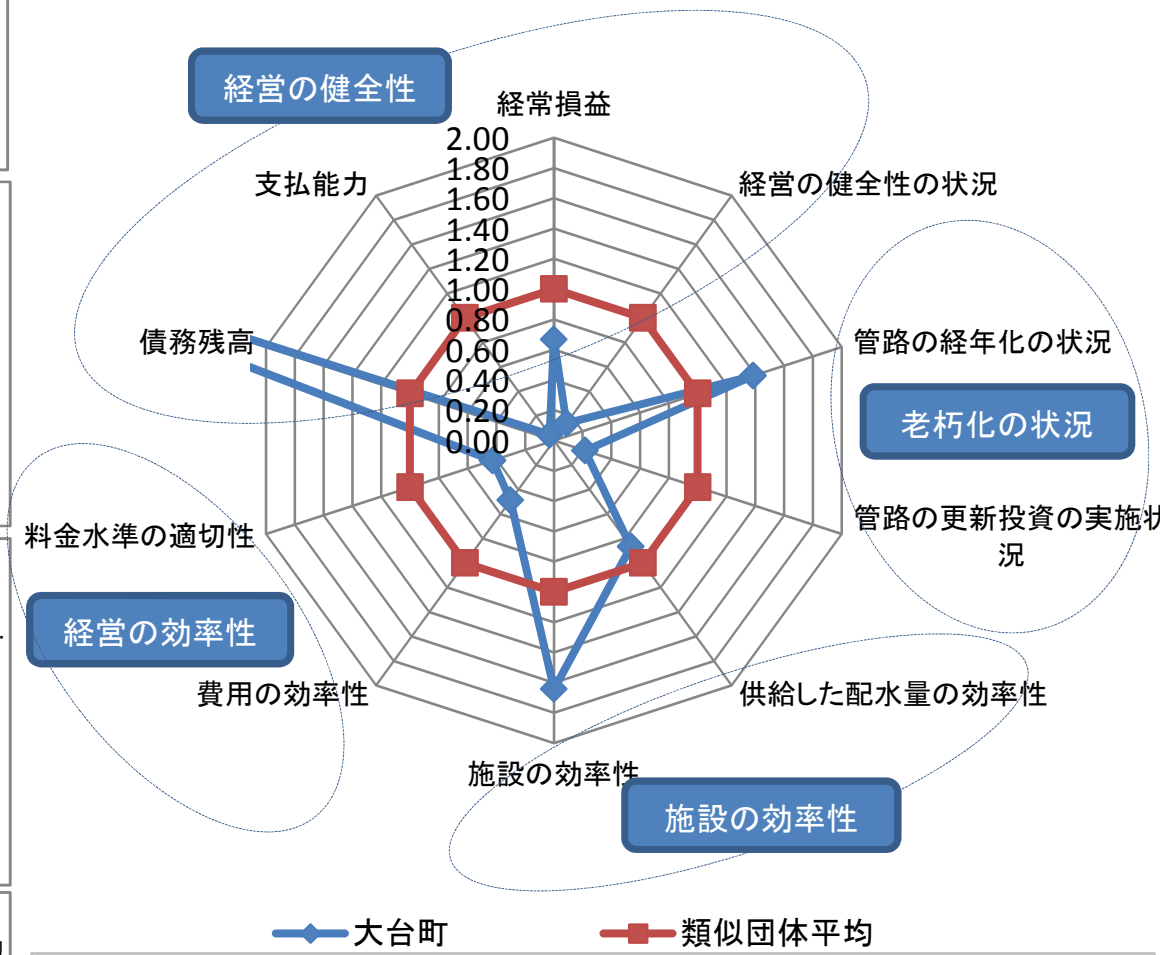 経営の健全性
経常損益
2.00
1.80
1.60
1.40
1.20
1.00
0.80
0.60
0.40
0.20
0.00
支払能力
経営の健全性の状況
債務残高
管路の経年化の状況
老朽化の状況
料金水準の適切性
管路の更新投資の実施状
況
経営の効率性
費用の効率性
供給した配水量の効率性
施設の効率性
施設の効率性
大台町
類似団体平均